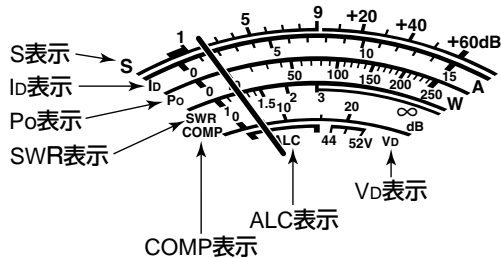 S 1 5 9 +20 +40 +60dB
ID 0 5 10 15 A
Po 0 50 100 150 200 250 W
SWR 1.5 2 3 ∞
COMP 0 10 20 dB
ALC 44 52V VD
S表示
ID表示
Po表示
SWR表示
COMP表示
ALC表示
VD表示